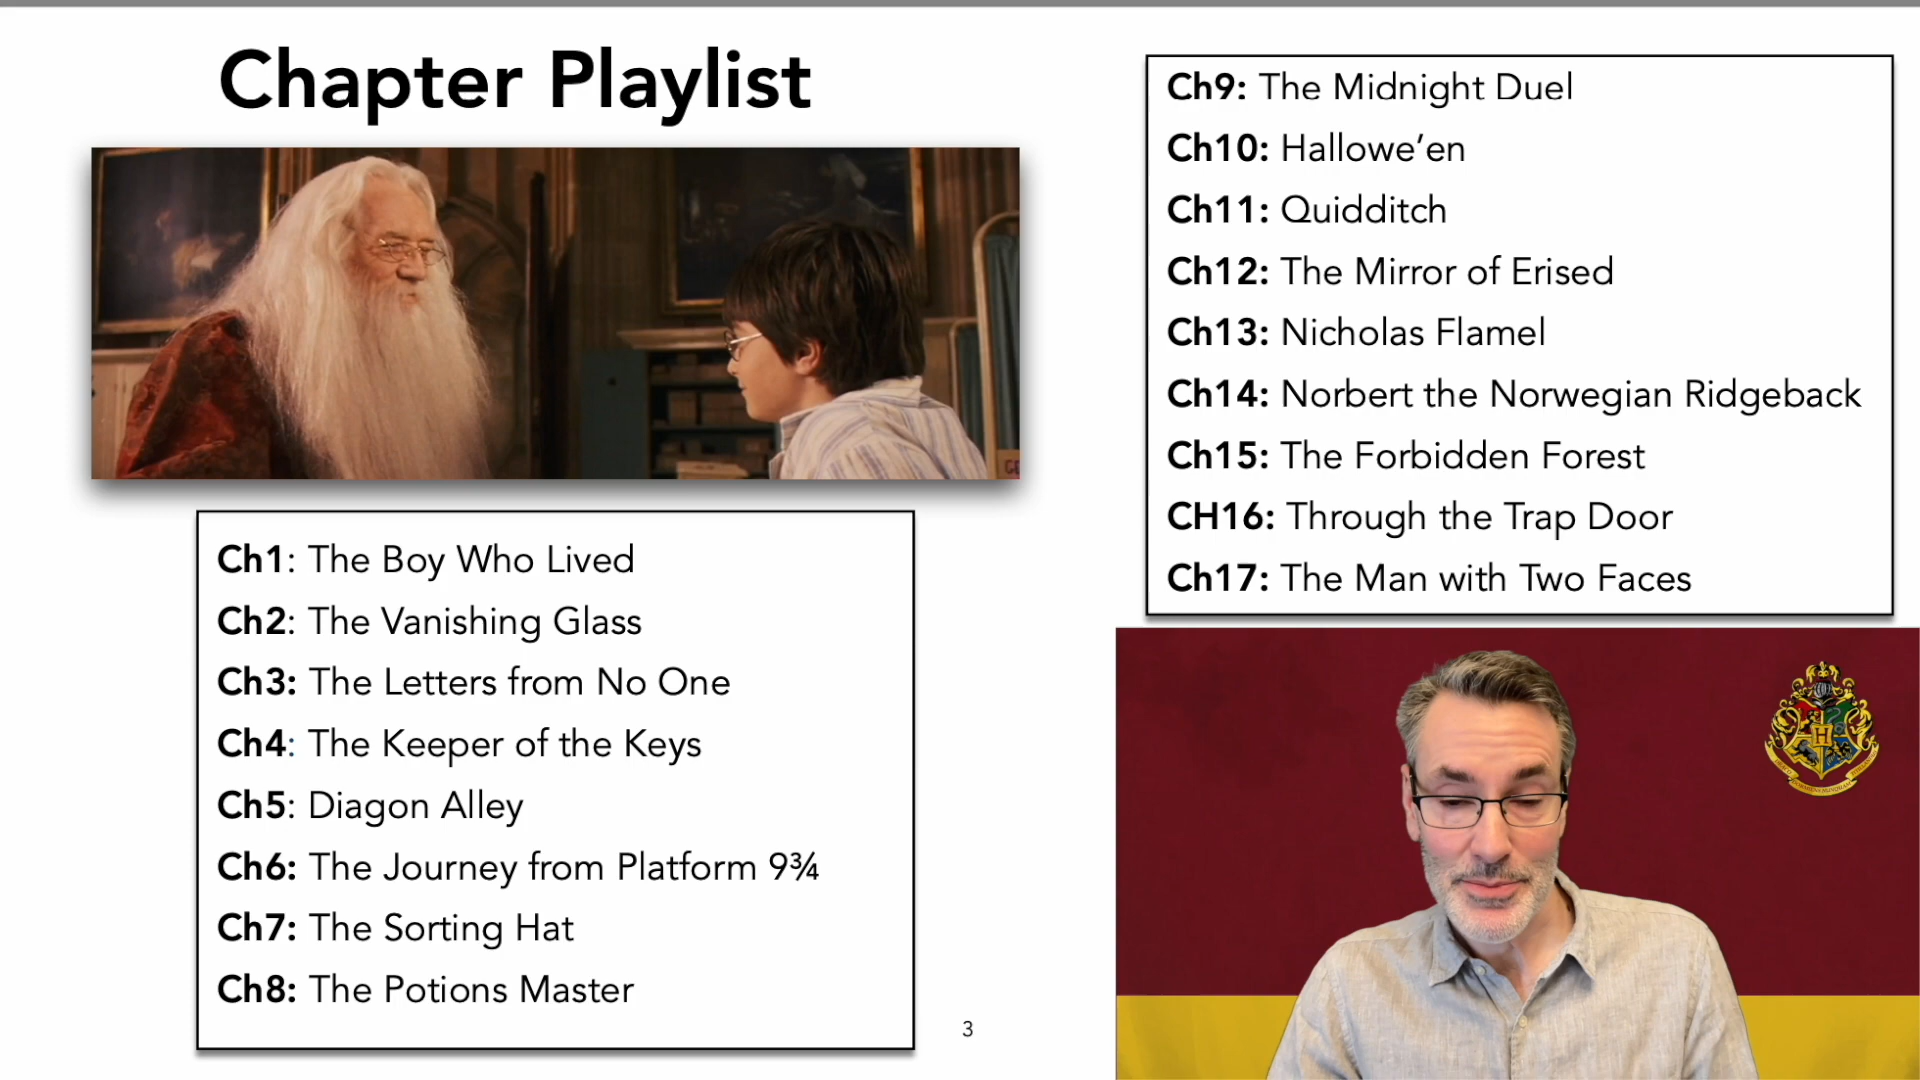 Chapter Playlist
Ch1: The Boy Who Lived
Ch2: The Vanishing Glass
Ch3: The Letters from No One
Ch4: The Keeper of the Keys
Ch5: Diagon Alley
Ch6: The Journey from Platform 9¾
Ch7: The Sorting Hat
Ch8: The Potions Master
3
Ch9: The Midnight Duel
Ch10: Hallowe’en
Ch11: Quidditch
Ch12: The Mirror of Erised
Ch13: Nicholas Flamel
Ch14: Norbert the Norwegian Ridgeback
Ch15: The Forbidden Forest
CH16: Through the Trap Door
Ch17: The Man with Two Faces
H